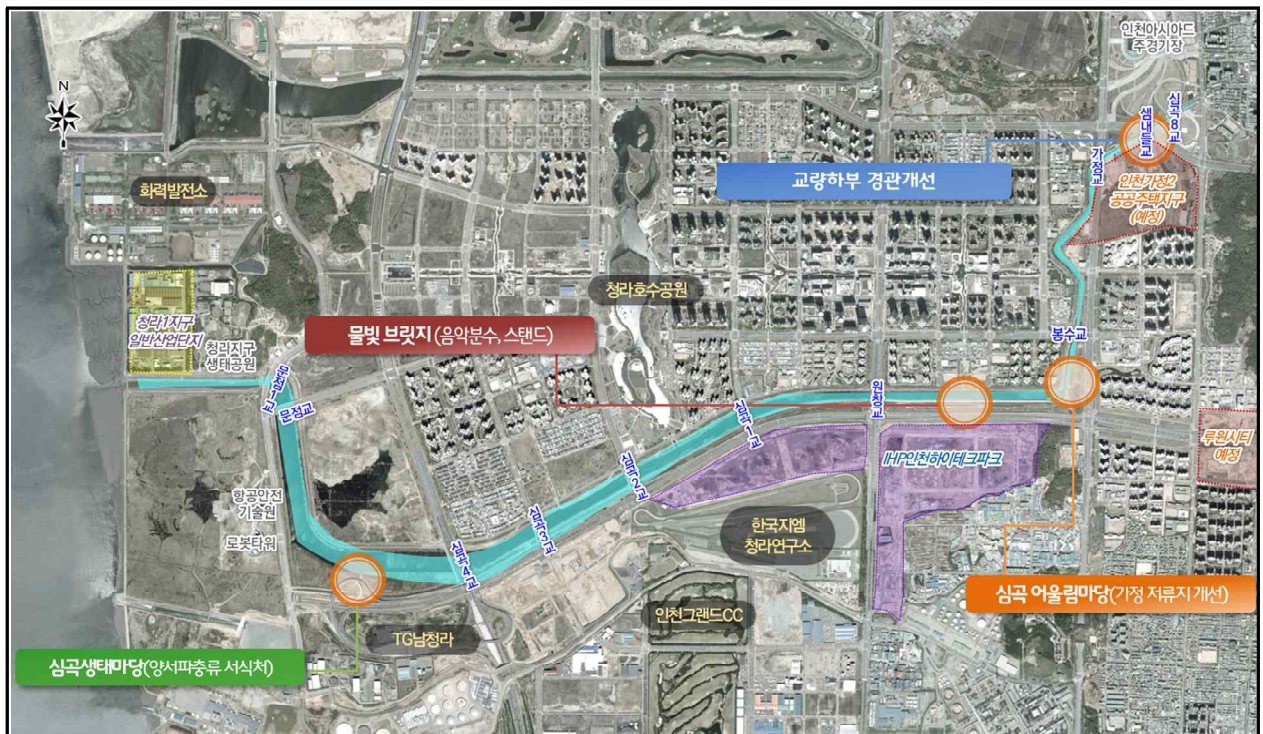 인천아시아드
주경기장
N
심곡8교
샘내들교
가정교
교량하부 경관개선
인천가정2
공공주택지구
(예정)
화력발전소
청라호수공원
청라1지구
일반산업단지
청라지구
생태공원
물빛 브릿지(음악분수, 스탠드)
봉수교
문점1교
문점교
원창교
심곡1교
루원시티
예정
IHP인천하이테크파크
심곡2교
항공안전
기술원
로봇타워
심곡3교
한국지엠
청라연구소
심곡4교
심곡 어울림마당(가정 저류지 개선)
인천그랜드CC
TG남청라
심곡생태마당(양서파충류 서식처)